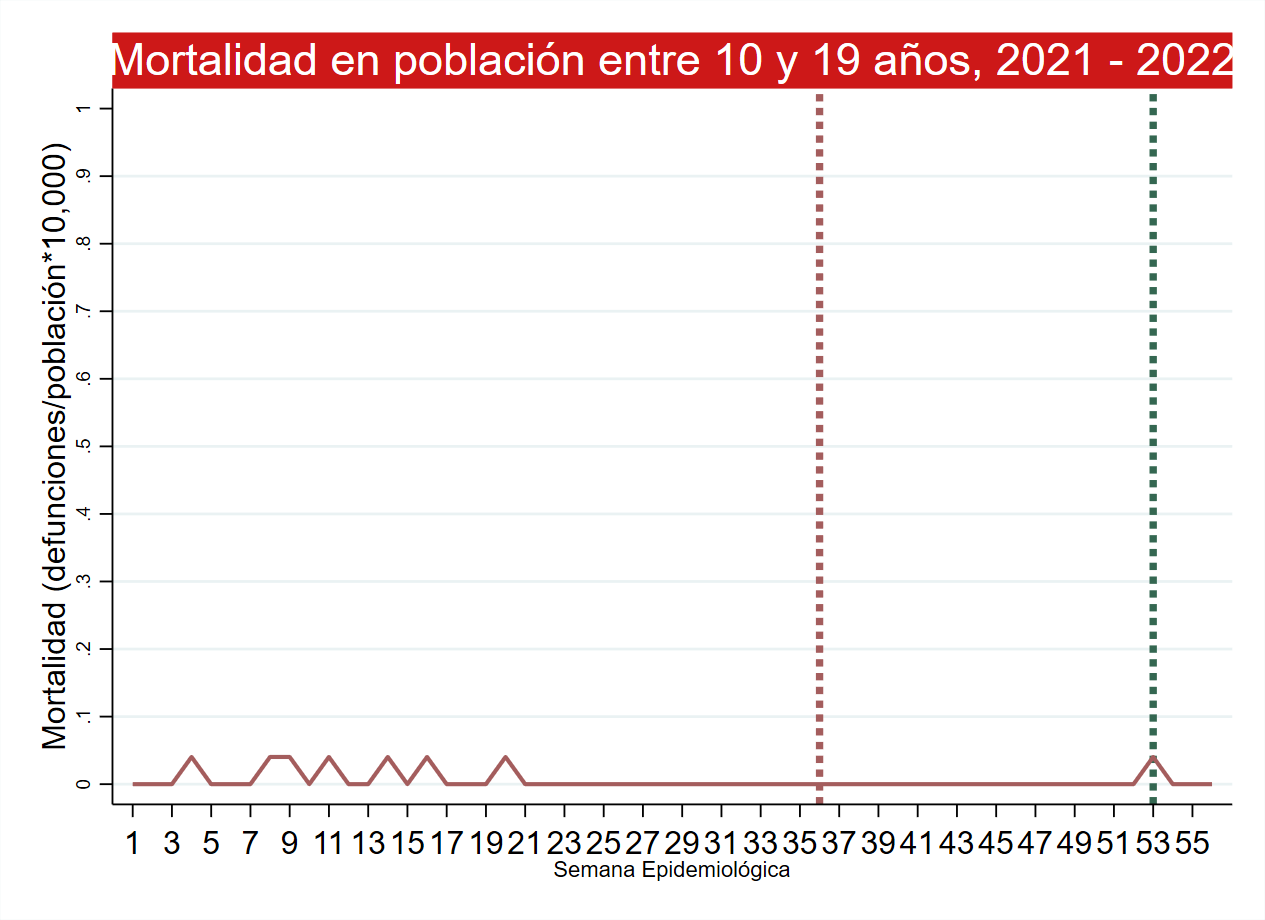 Mortalidad en población entre 10 y 19 años, 2021 - 2022
Mortalidad (defunciones/población*10,000)
1
.9
.8
.7
.6
.5
.4
.3
.2
.1
0
1 3 5 7 9 11 13 15 17 19 21 23 25 27 29 31 33 35 37 39 41 43 45 47 49 51 53 55
Semana Epidemiológica